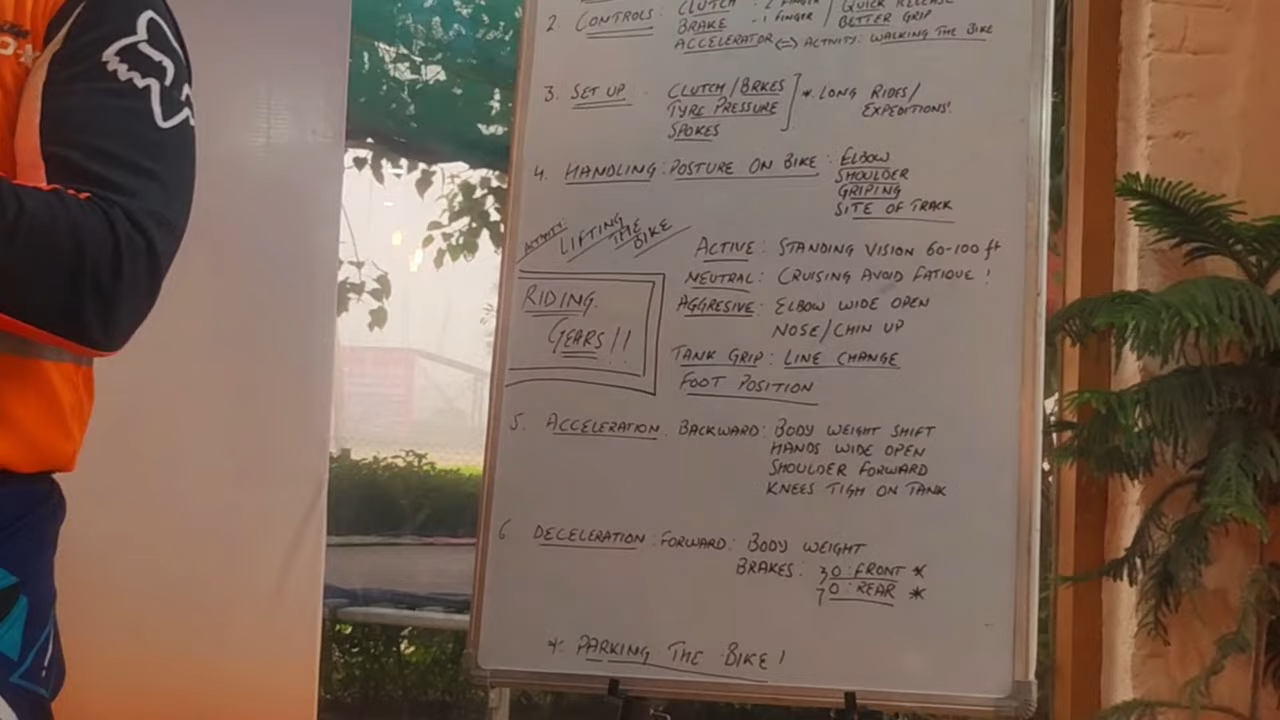 2. CONTROLS: CLUTCH - 2 FINGER / QUICK RELEASE
BRAKE - 1 FINGER / BETTER GRIP
ACCELERATOR <=> ACTIVITY: WALKING THE BIKE
3. SET UP - CLUTCH/BRKES
TYRE PRESSURE
SPOKES
* LONG RIDES/
EXPEDITIONS'
4. HANDLING: POSTURE ON BIKE: ELBOW
SHOULDER
GRIPING
SITE OF TRACK
ACTIVITY:
LIFTING
THE
BIKE
RIDING
GEARS!!
ACTIVE: STANDING VISION 60-100 ft
NEUTRAL: CRUISING AVOID FATIGUE!
AGGRESIVE: ELBOW WIDE OPEN
NOSE/CHIN UP
TANK GRIP: LINE CHANGE
FOOT POSITION
5. ACCELERATION. BACKWARD: BODY WEIGHT SHIFT
HANDS WIDE OPEN
SHOULDER FORWARD
KNEES TIGH ON TANK
6 DECELERATION: FORWARD: BODY WEIGHT
BRAKES: 30: FRONT *
70: REAR *
* PARKING THE BIKE!